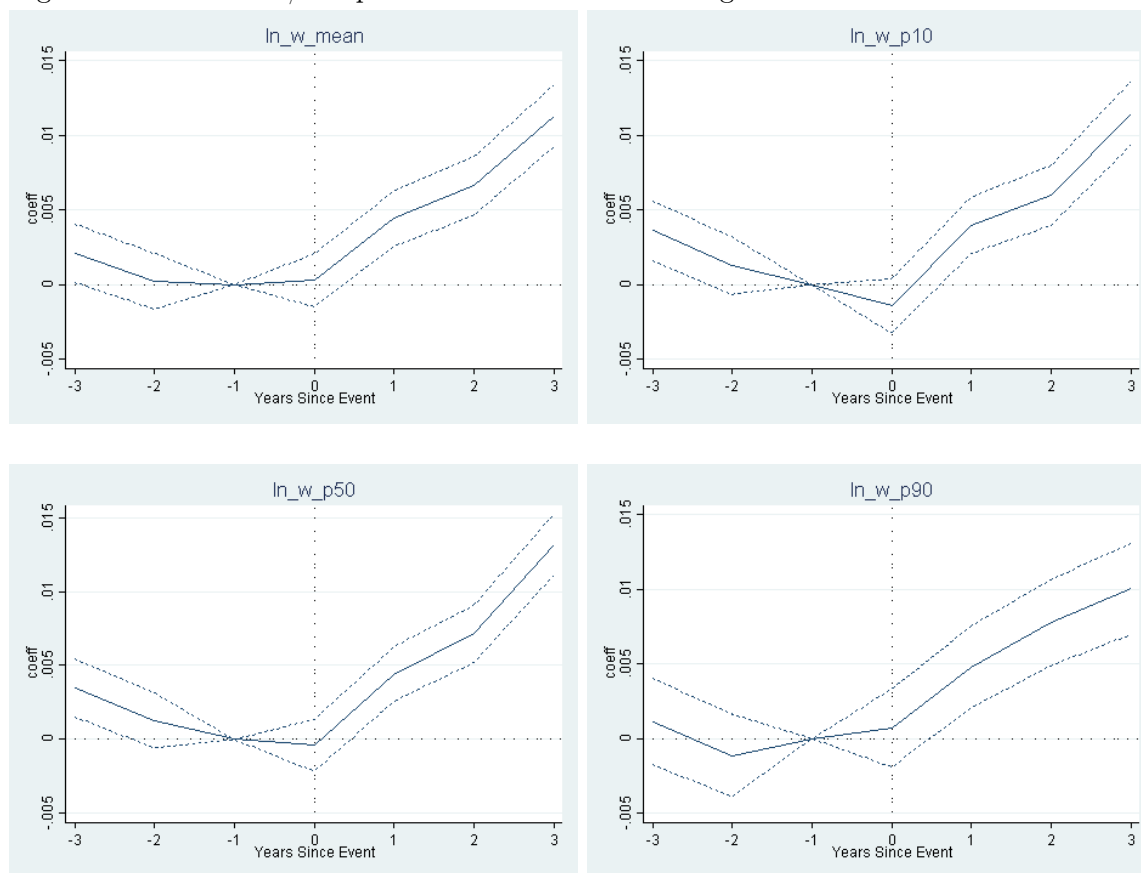 ln_w_mean
.015
.01
.005
0
-.005
coeff
-3 -2 -1 0 1 2 3
Years Since Event
ln_w_p10
.015
.01
.005
0
-.005
coeff
-3 -2 -1 0 1 2 3
Years Since Event
ln_w_p50
.015
.01
.005
0
-.005
coeff
-3 -2 -1 0 1 2 3
Years Since Event
ln_w_p90
.015
.01
.005
0
-.005
coeff
-3 -2 -1 0 1 2 3
Years Since Event